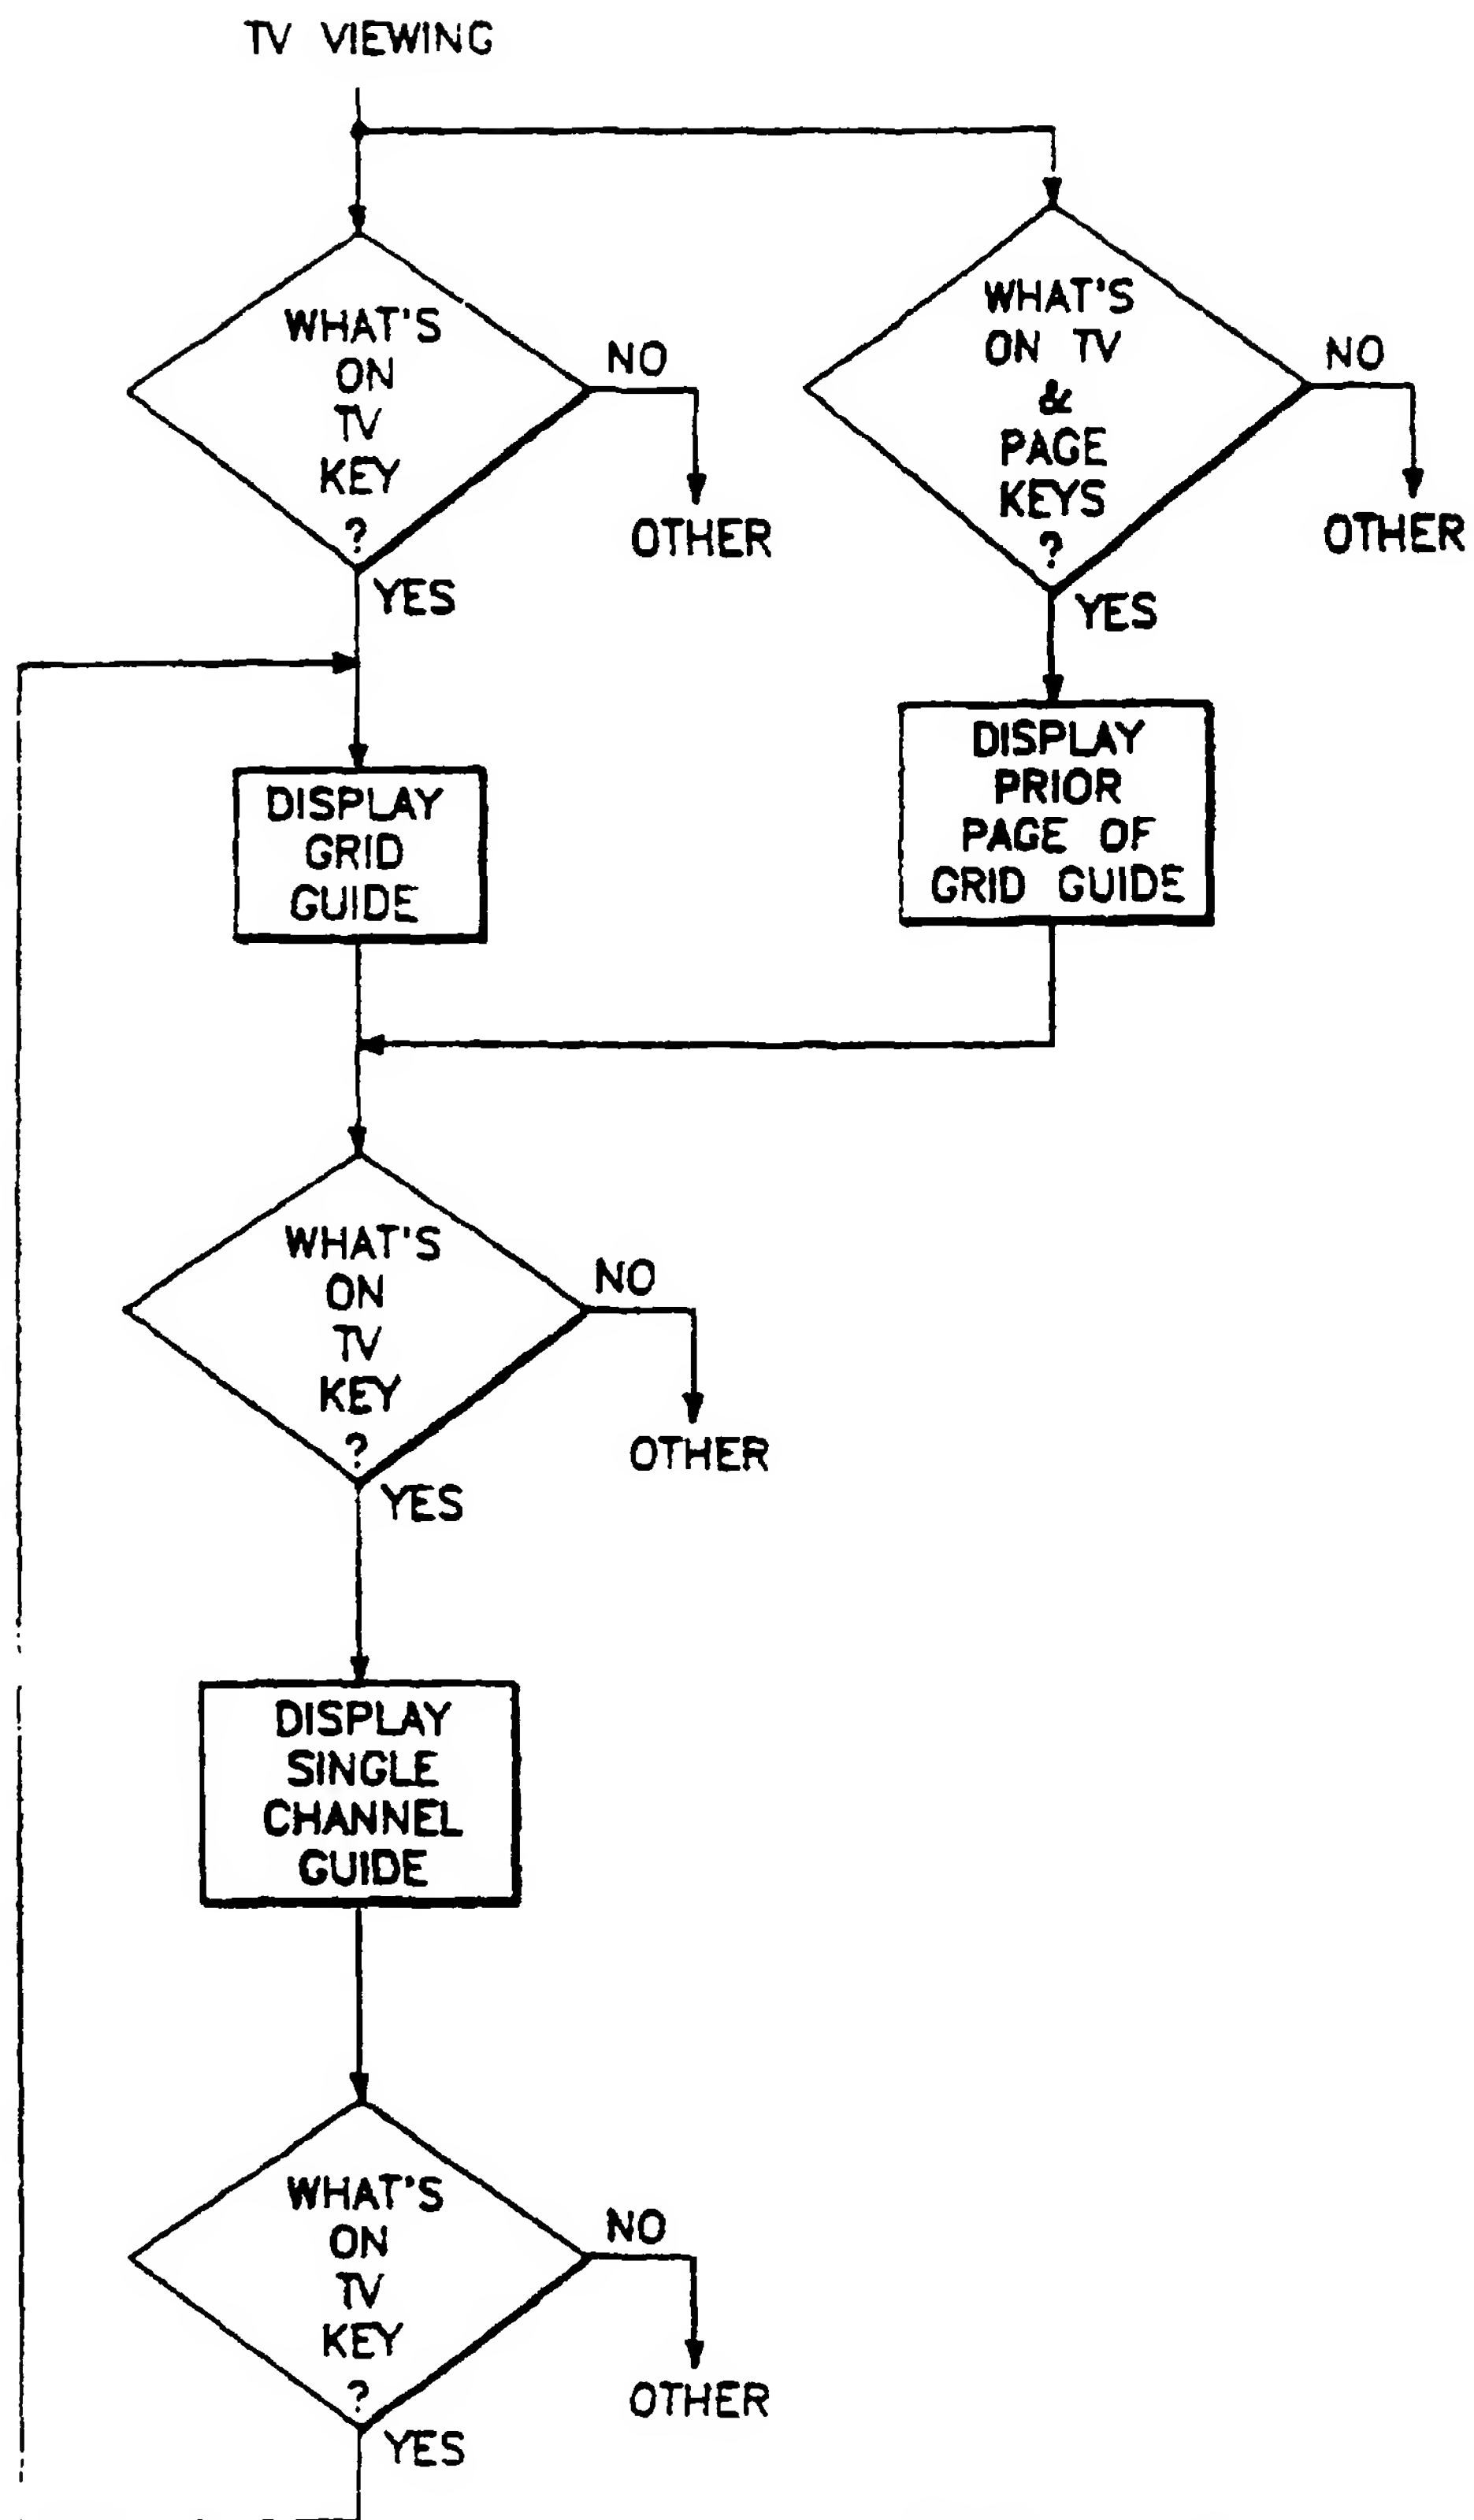 TV VIEWING
WHAT'S
ON
TV
KEY
?
NO
OTHER
YES
WHAT'S
ON TV
&
PAGE
KEYS
?
NO
OTHER
YES
DISPLAY
GRID
GUIDE
DISPLAY
PRIOR
PAGE OF
GRID GUIDE
WHAT'S
ON
TV
KEY
?
NO
OTHER
YES
DISPLAY
SINGLE
CHANNEL
GUIDE
WHAT'S
ON
TV
KEY
?
NO
OTHER
YES